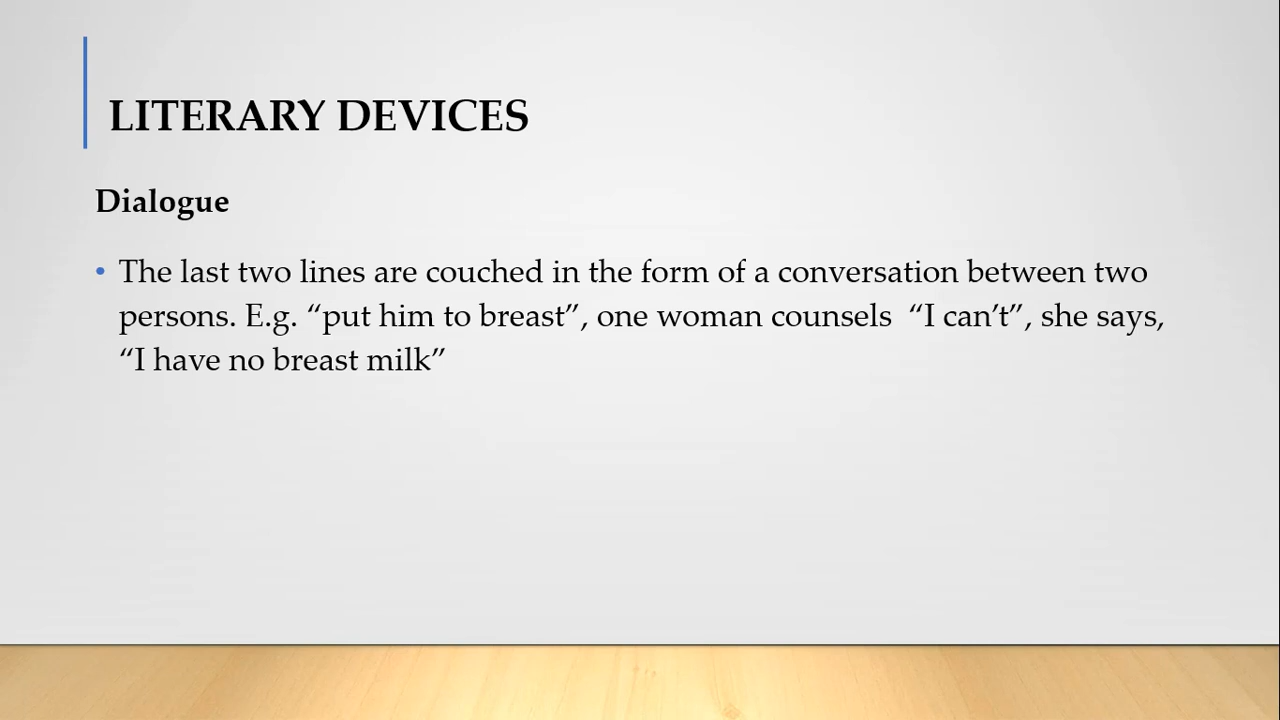 LITERARY DEVICES
Dialogue
• The last two lines are couched in the form of a conversation between two
persons. E.g. “put him to breast”, one woman counsels “I can’t”, she says,
“I have no breast milk”